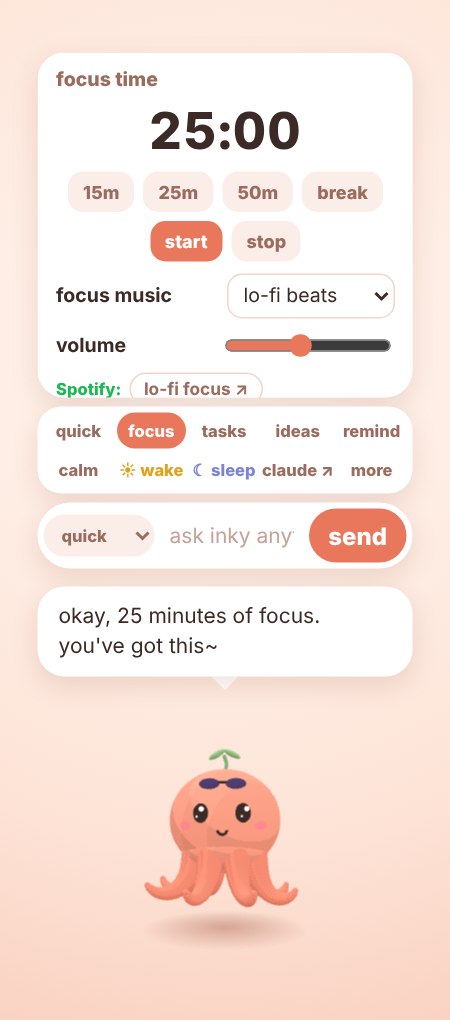 focus time
25:00
15m 25m 50m break
start stop
focus music lo-fi beats
volume
Spotify: lo-fi focus ↗
quick focus tasks ideas remind
calm ☀ wake ☾ sleep claude ↗ more
quick ask inky any send
okay, 25 minutes of focus.
you've got this~